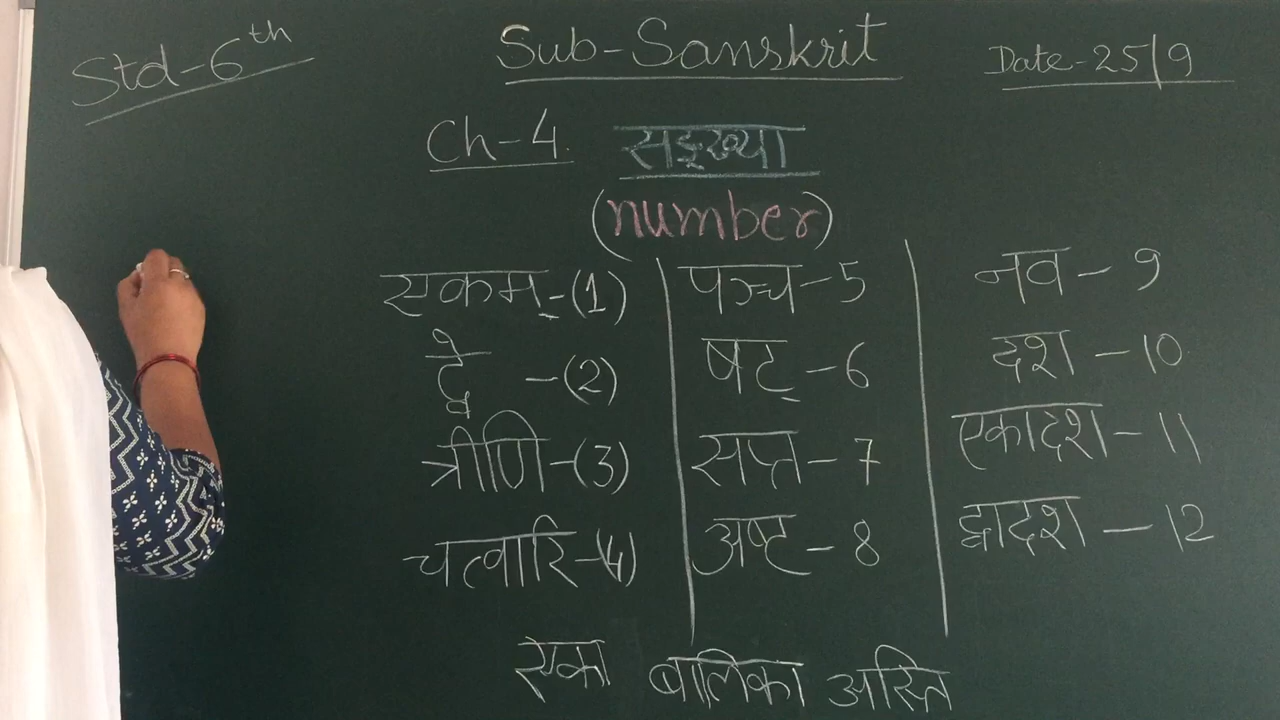 Std-6th
Sub-Sanskrit
Date-25/9
Ch-4. सङ्ख्या
(number)
एकम्-(1)
द्वे -(2)
त्रीणि-(3)
चत्वारि-(4)
पञ्च-5
षट्-6
सप्त-7
अष्ट-8
नव-9
दश-10
एकादश-11
द्वादश-12
एका बालिका अस्ति